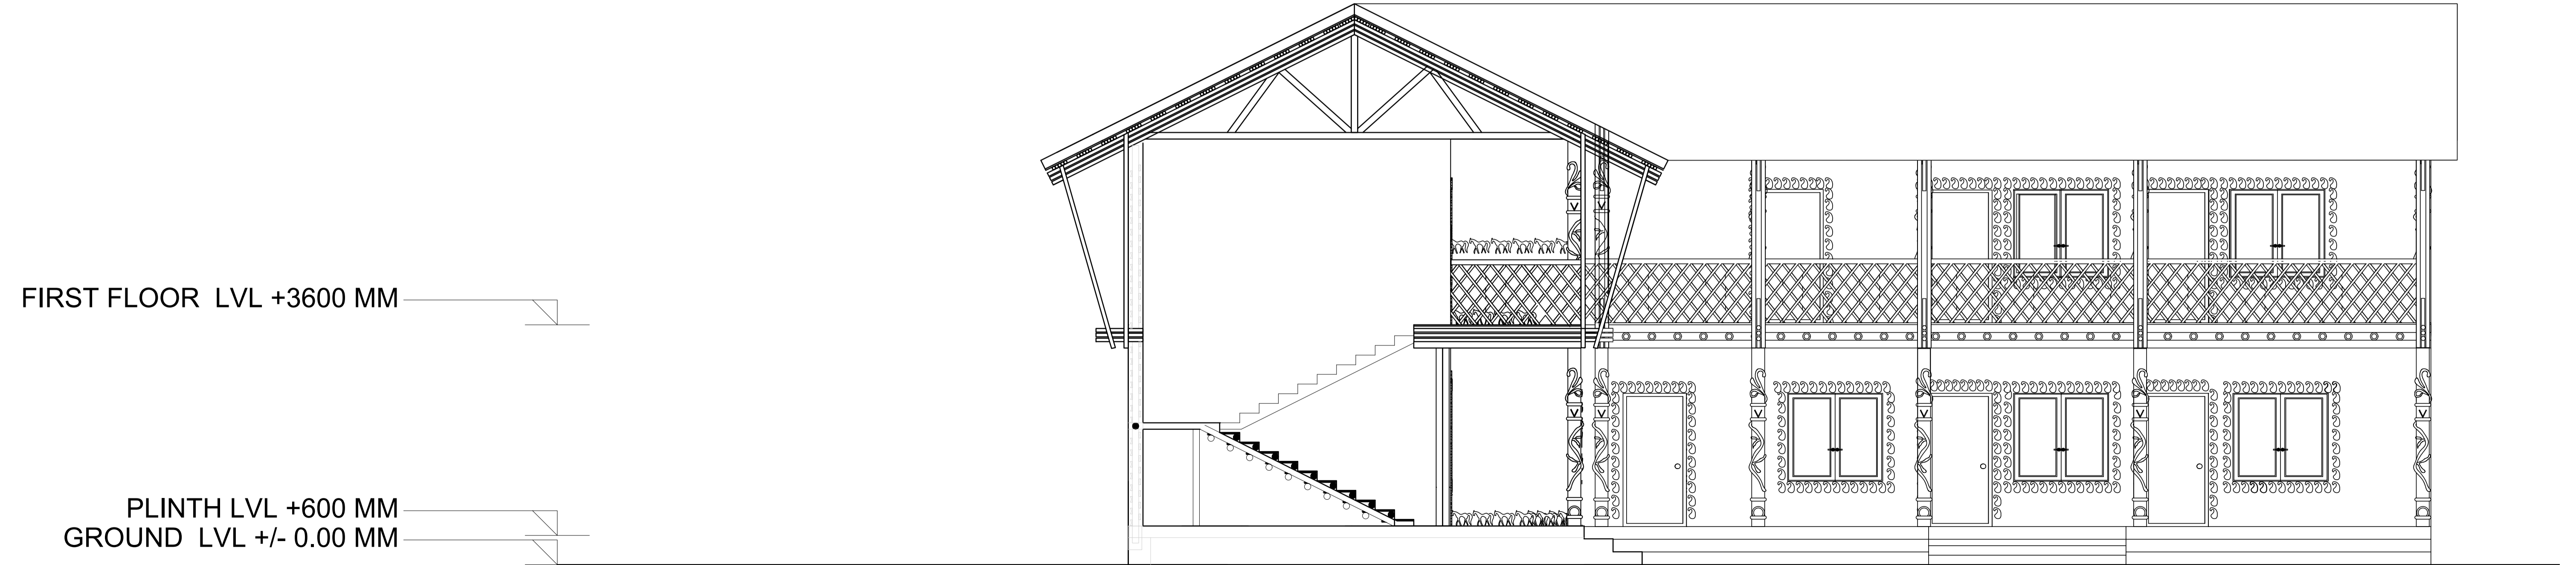 FIRST FLOOR  LVL +3600 MM
PLINTH LVL +600 MM
GROUND  LVL +/- 0.00 MM